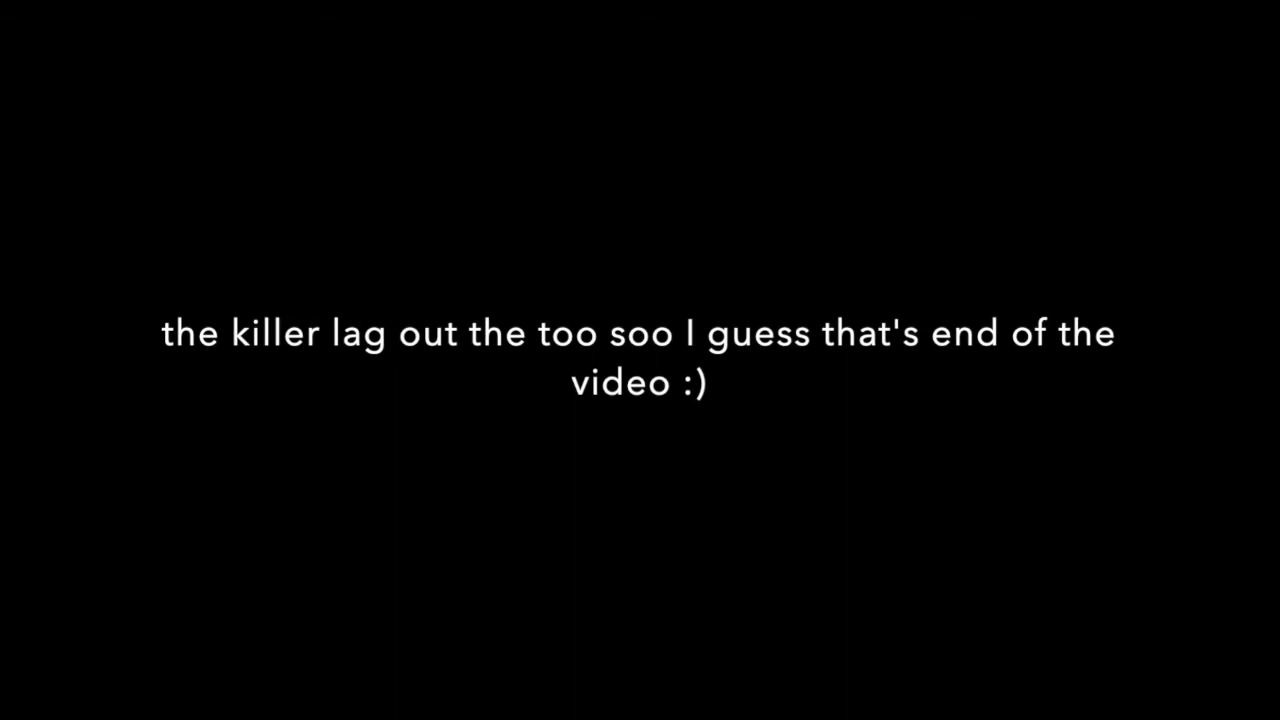 the killer lag out the too soo I guess that's end of the
video :)